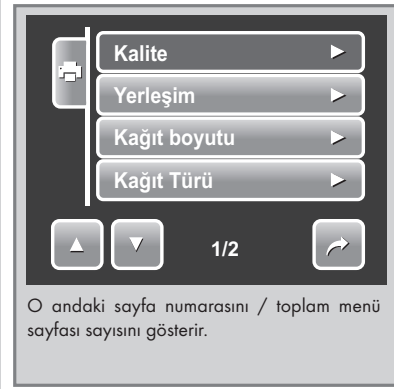 Kalite
Yerleşim
Kağıt boyutu
Kağıt Türü
1/2
O andaki sayfa numarasını / toplam menü
sayfası sayısını gösterir.